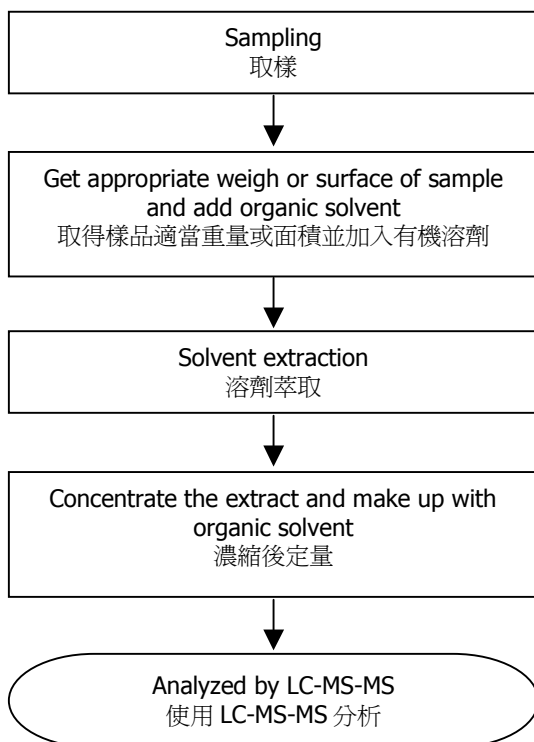 Sampling
取樣
Get appropriate weigh or surface of sample
and add organic solvent
取得樣品適當重量或面積並加入有機溶劑
Solvent extraction
溶劑萃取
Concentrate the extract and make up with
organic solvent
濃縮後定量
Analyzed by LC-MS-MS
使用 LC-MS-MS 分析